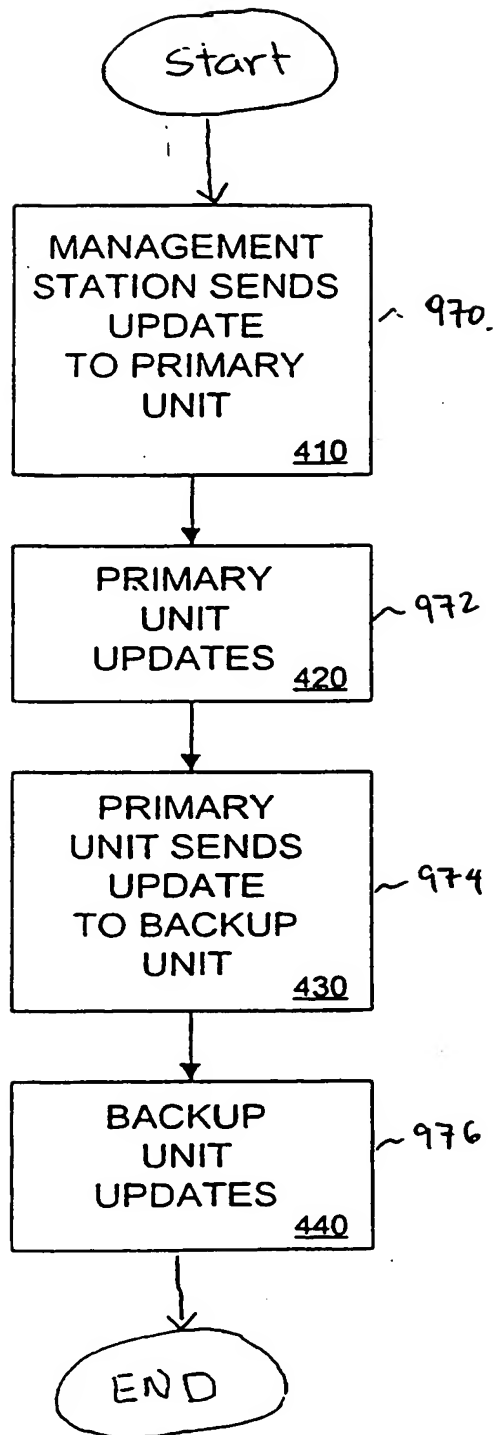 Start
MANAGEMENT
STATION SENDS
UPDATE
TO PRIMARY
UNIT
410
970.
PRIMARY
UNIT
UPDATES
420
972
PRIMARY
UNIT SENDS
UPDATE
TO BACKUP
UNIT
430
974
BACKUP
UNIT
UPDATES
440
976
END